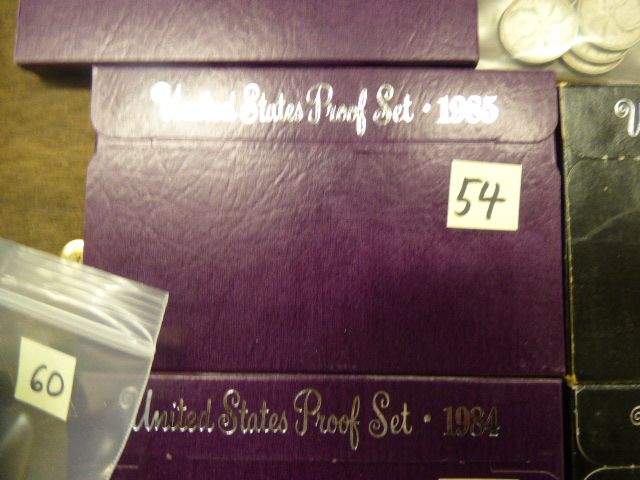 United States Proof Set · 1985
54
60
United States Proof Set · 1984